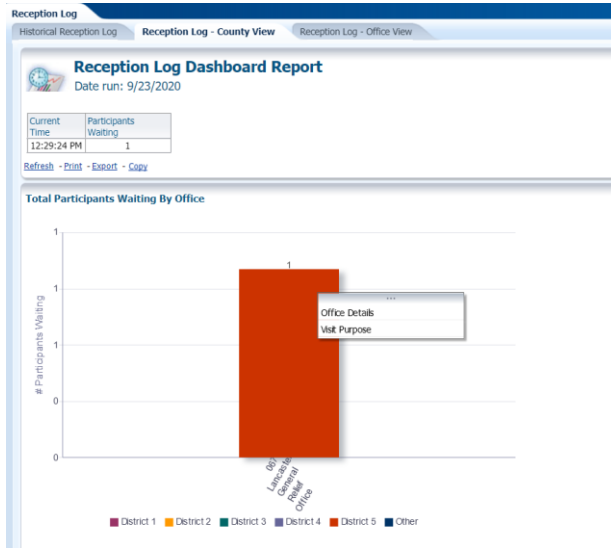 Reception Log
Historical Reception Log
Reception Log - County View
Reception Log - Office View
Reception Log Dashboard Report
Date run: 9/23/2020
Current Time
Participants Waiting
12:29:24 PM
1
Refresh - Print - Export - Copy
Total Participants Waiting By Office
# Participants Waiting
1
1
1
0
0
1
...
Office Details
Visit Purpose
067
Lancaster
General
Relief
Office
District 1
District 2
District 3
District 4
District 5
Other